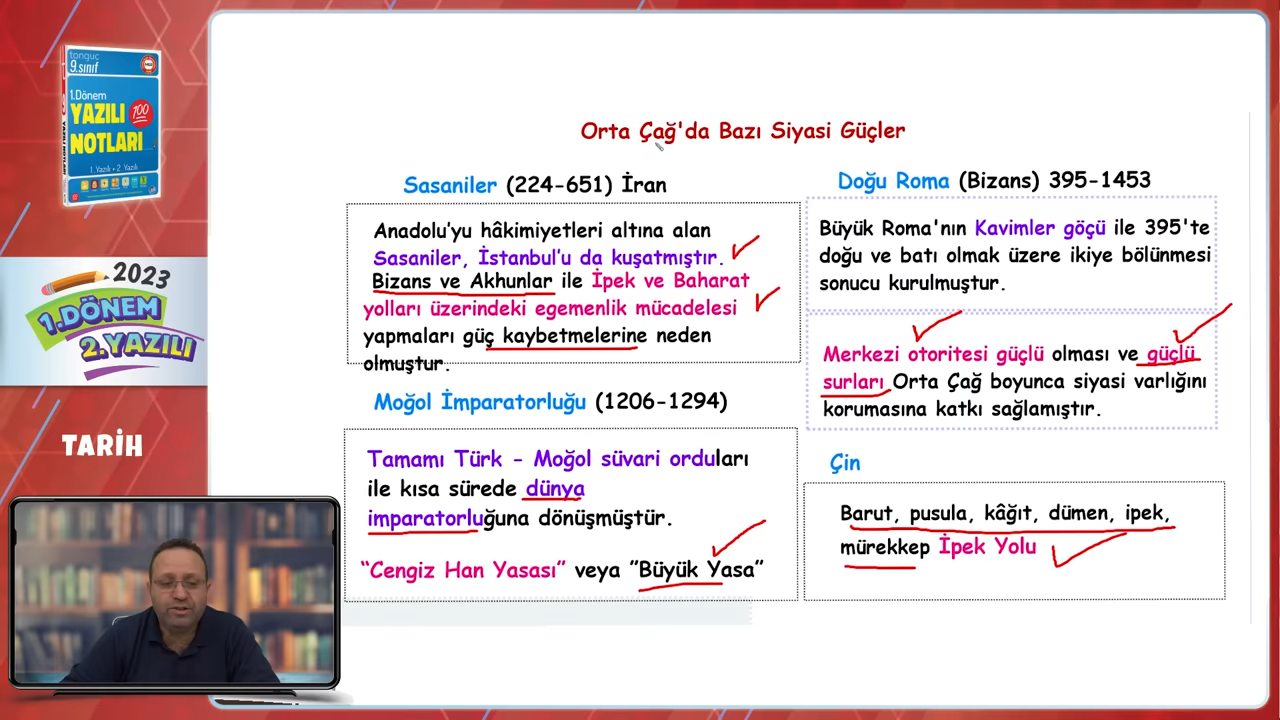 tonguç
9.sınıf
1.Dönem
YAZILI
100
NOTLARI
YAZILI NOTLARI
1.Yazılı • 2.Yazılı
2023
1.DÖNEM
2.YAZILI
TARİH
Orta Çağ'da Bazı Siyasi Güçler
Sasaniler (224-651) İran
Anadolu'yu hâkimiyetleri altına alan
Sasaniler, İstanbul'u da kuşatmıştır.
Bizans ve Akhunlar ile İpek ve Baharat
yolları üzerindeki egemenlik mücadelesi
yapmaları güç kaybetmelerine neden
olmuştur.
Moğol İmparatorluğu (1206-1294)
Tamamı Türk - Moğol süvari orduları
ile kısa sürede dünya
imparatorluğuna dönüşmüştür.
“Cengiz Han Yasası” veya ”Büyük Yasa”
Doğu Roma (Bizans) 395-1453
Büyük Roma'nın Kavimler göçü ile 395'te
doğu ve batı olmak üzere ikiye bölünmesi
sonucu kurulmuştur.
Merkezi otoritesi güçlü olması ve güçlü
surları Orta Çağ boyunca siyasi varlığını
korumasına katkı sağlamıştır.
Çin
Barut, pusula, kâğıt, dümen, ipek,
mürekkep İpek Yolu